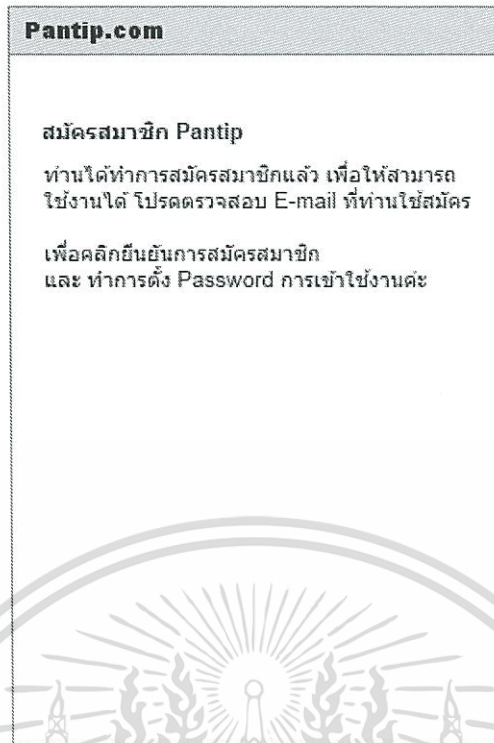 Pantip.com
สมัครสมาชิก Pantip
ท่านได้ทำการสมัครสมาชิกแล้ว เพื่อให้สามารถ
ใช้งานได้ โปรดตรวจสอบ E-mail ที่ท่านใช้สมัคร
เพื่อคลิกยืนยันการสมัครสมาชิก
และ ทำการตั้ง Password การเข้าใช้งานค่ะ